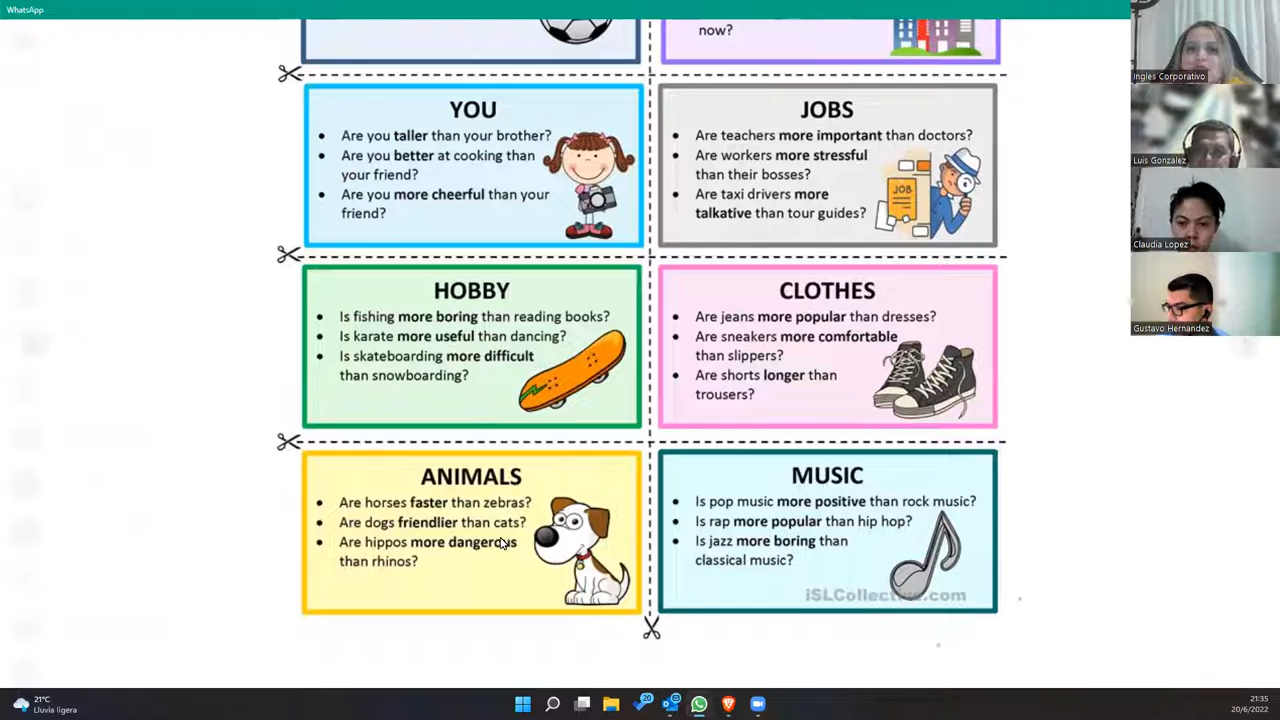 WhatsApp
now?
YOU
Are you taller than your brother?
Are you better at cooking than
your friend?
Are you more cheerful than your
friend?
JOBS
Are teachers more important than doctors?
Are workers more stressful
than their bosses?
Are taxi drivers more
talkative than tour guides?
JOB
HOBBY
Is fishing more boring than reading books?
Is karate more useful than dancing?
Is skateboarding more difficult
than snowboarding?
CLOTHES
Are jeans more popular than dresses?
Are sneakers more comfortable
than slippers?
Are shorts longer than
trousers?
ANIMALS
Are horses faster than zebras?
Are dogs friendlier than cats?
Are hippos more dangerous
than rhinos?
MUSIC
Is pop music more positive than rock music?
Is rap more popular than hip hop?
Is jazz more boring than
classical music?
iSLCollective.com
Ingles Corporativo
Luis Gonzalez
Claudia Lopez
Gustavo Hernandez
21°C
Lluvia ligera
20
21:35
20/6/2022